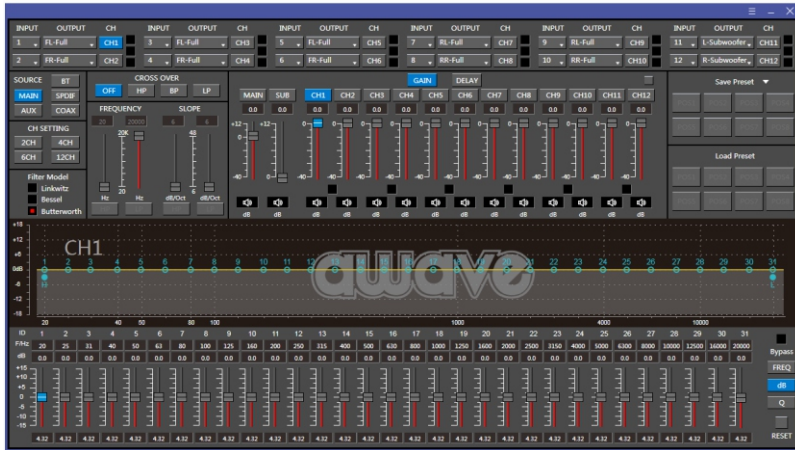 INPUT OUTPUT CH INPUT OUTPUT CH INPUT OUTPUT CH INPUT OUTPUT CH INPUT OUTPUT CH INPUT OUTPUT CH
1 FL-Full CH1 3 FL-Full CH3 5 FL-Full CH5 7 RL-Full CH7 9 RL-Full CH9 11 L-Subwoofer CH11
2 FR-Full CH2 4 FR-Full CH4 6 FR-Full CH6 8 RR-Full CH8 10 RR-Full CH10 12 R-Subwoofer CH12
SOURCE BT
MAIN SPDIF
AUX COAX
CH SETTING
2CH 4CH
6CH 12CH
Filter Model
Linkwitz
Bessel
Butterworth
CROSS OVER
OFF HP BP LP
FREQUENCY SLOPE
20 20000 6 6
20K 48
20 6
Hz Hz dB/Oct dB/Oct
GAIN DELAY
MAIN SUB CH1 CH2 CH3 CH4 CH5 CH6 CH7 CH8 CH9 CH10 CH11 CH12
0.0 0.0 0.0 0.0 0.0 0.0 0.0 0.0 0.0 0.0 0.0 0.0 0.0 0.0
+12 +12 0 0 0 0 0 0 0 0 0 0 0 0
0 0
-40 -40 -40 -40 -40 -40 -40 -40 -40 -40 -40 -40 -40 -40
dB dB dB dB dB dB dB dB dB dB dB dB dB dB
Save Preset
Load Preset
+18
+12
+6
0dB
-6
-12
-18
CH1
1 2 3 4 5 6 7 8 9 10 11 12 13 14 15 16 17 18 19 20 21 22 23 24 25 26 27 28 29 30 31
H L
awave
20 40 50 80 100 1000 4000 10000
ID 1 2 3 4 5 6 7 8 9 10 11 12 13 14 15 16 17 18 19 20 21 22 23 24 25 26 27 28 29 30 31
F/Hz 20 25 31 40 50 63 80 100 125 160 200 250 315 400 500 630 800 1000 1250 1600 2000 2500 3150 4000 5000 6300 8000 10000 12500 16000 20000
dB 0.0 0.0 0.0 0.0 0.0 0.0 0.0 0.0 0.0 0.0 0.0 0.0 0.0 0.0 0.0 0.0 0.0 0.0 0.0 0.0 0.0 0.0 0.0 0.0 0.0 0.0 0.0 0.0 0.0 0.0 0.0
+15
+10
+5
0
-5
-10
-15
4.32 4.32 4.32 4.32 4.32 4.32 4.32 4.32 4.32 4.32 4.32 4.32 4.32 4.32 4.32 4.32 4.32 4.32 4.32 4.32 4.32 4.32 4.32 4.32 4.32 4.32 4.32 4.32 4.32 4.32 4.32
Bypass
FREQ
dB
Q
RESET